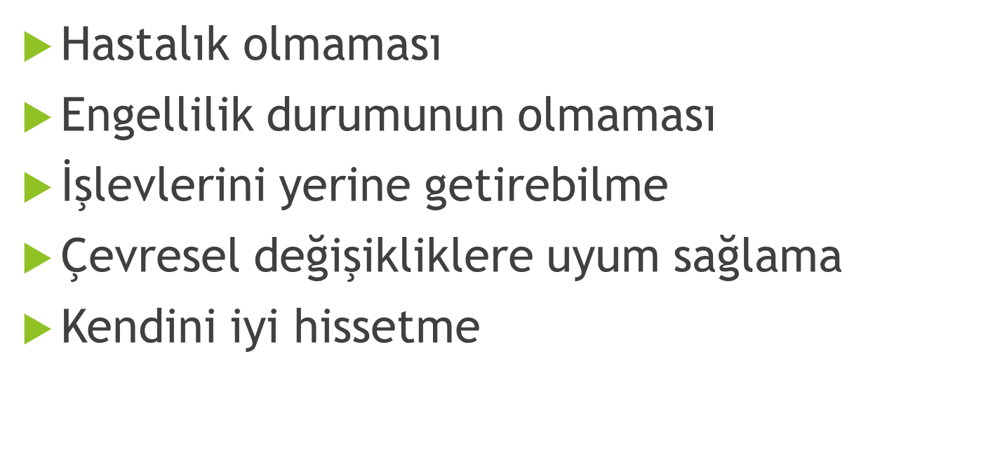 Hastalık olmaması
Engellilik durumunun olmaması
İşlevlerini yerine getirebilme
Çevresel değişikliklere uyum sağlama
Kendini iyi hissetme